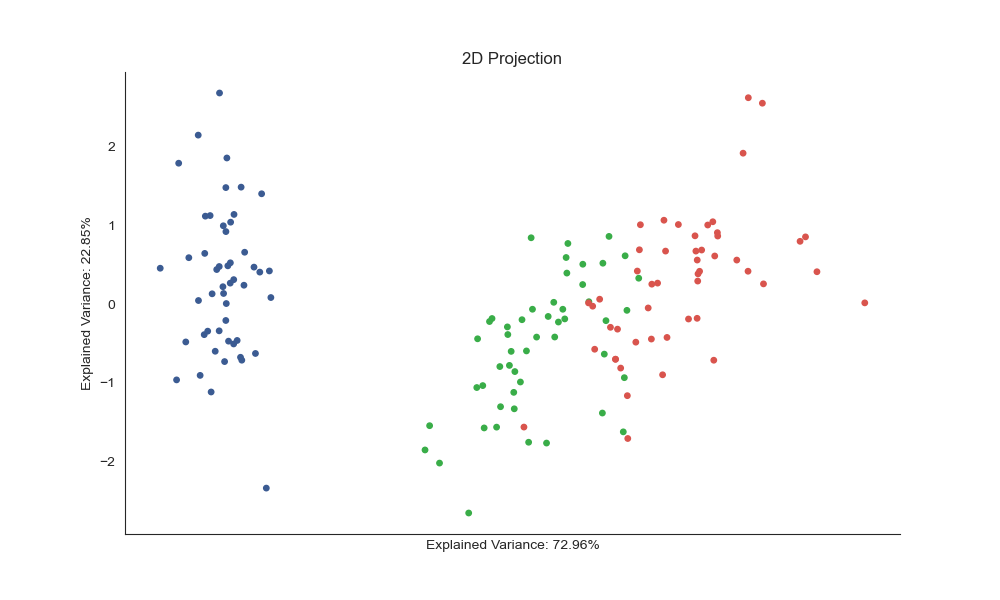 2D Projection
2
1
0
−1
−2
Explained Variance: 22.85%
Explained Variance: 72.96%